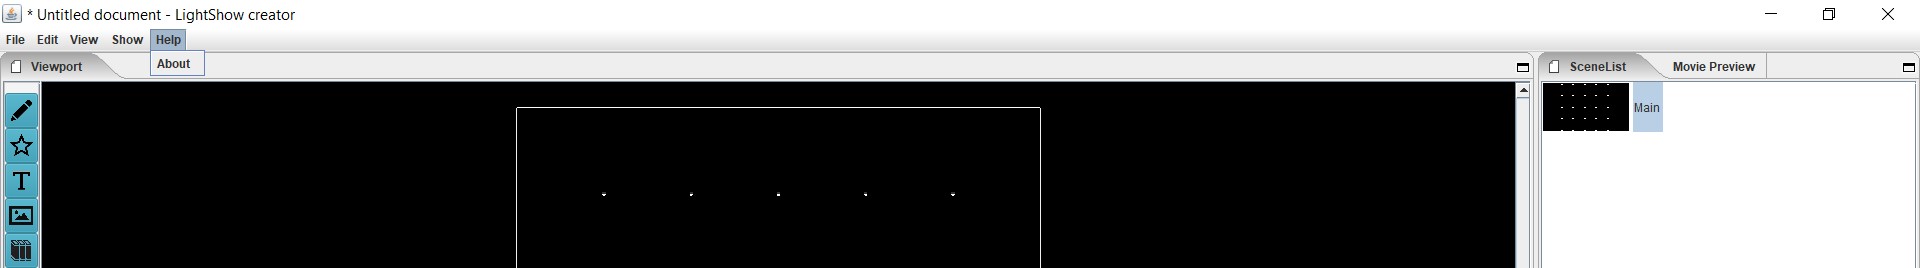 * Untitled document - LightShow creator
File Edit View Show Help
About
Viewport
SceneList Movie Preview
Main
T